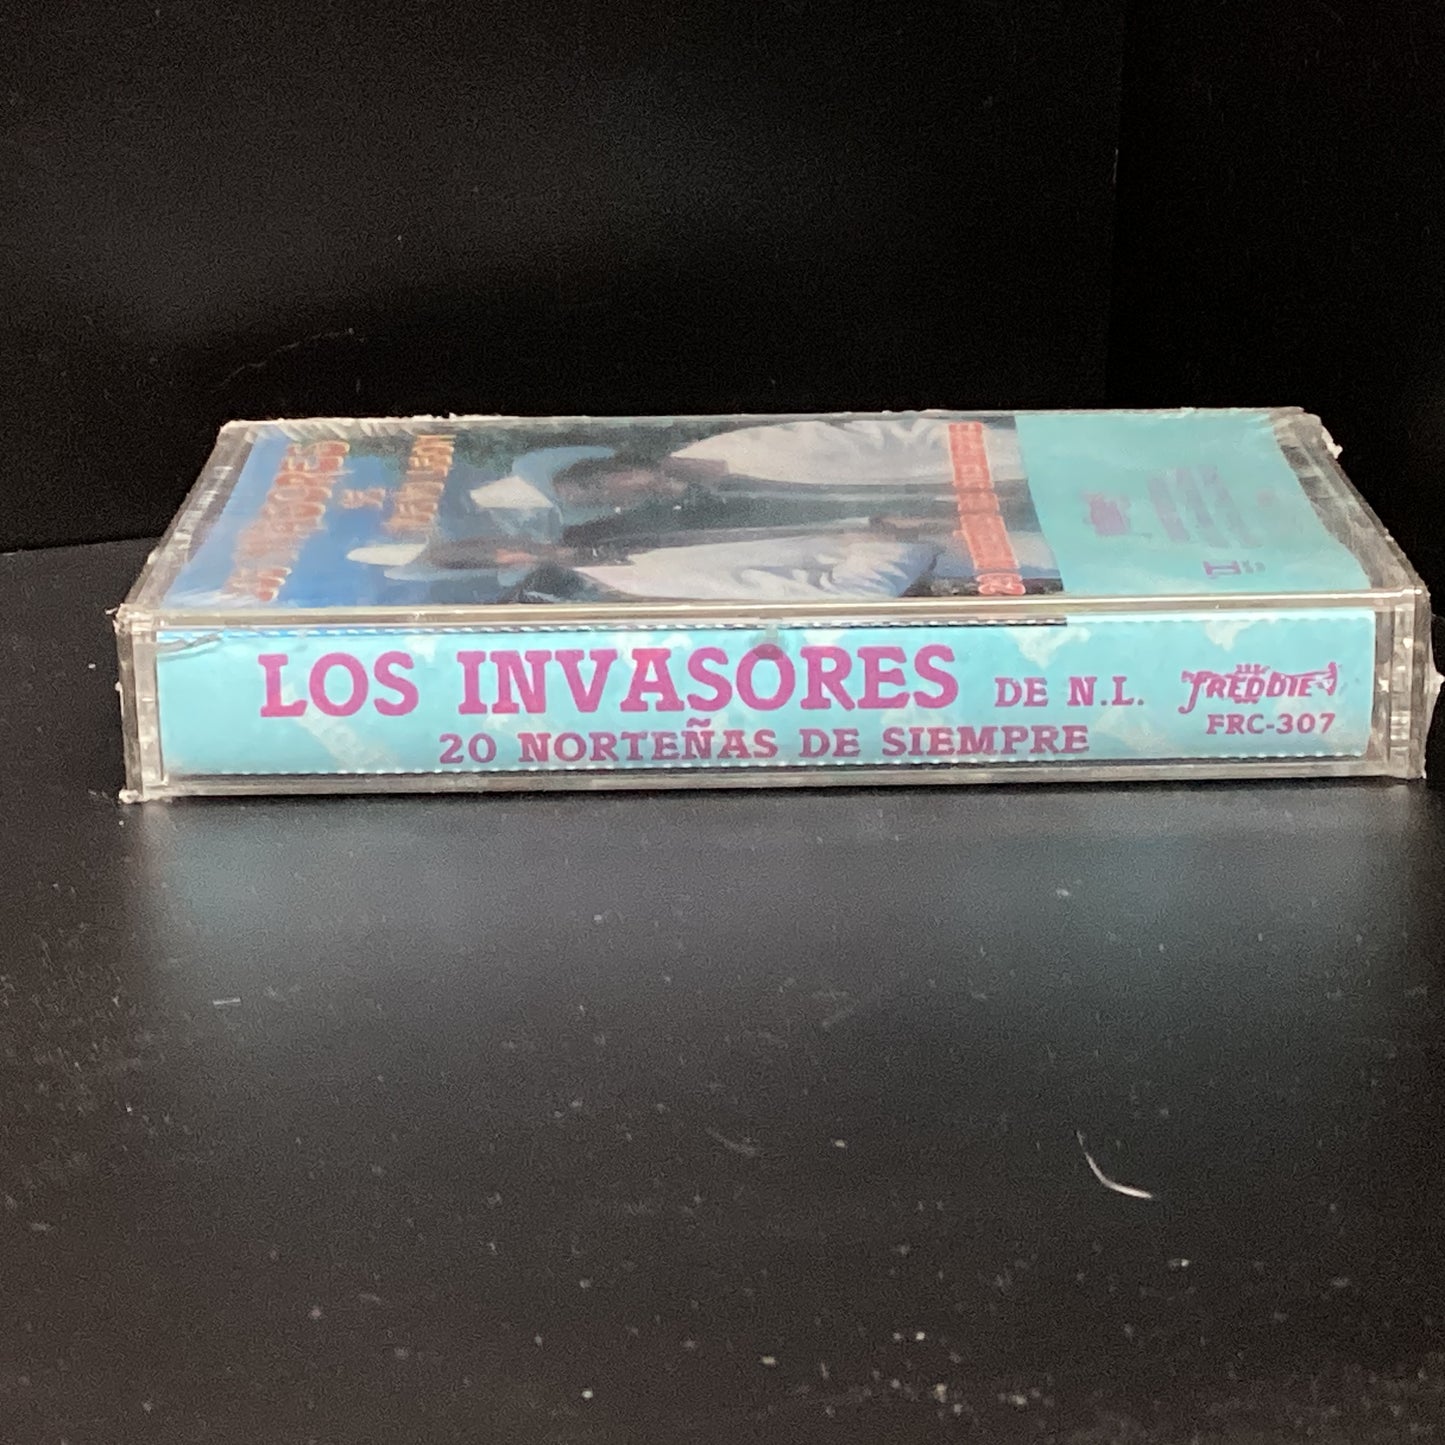 LOS INVASORES DE N.L.
20 NORTEÑAS DE SIEMPRE
FREDDIE
FRC-307